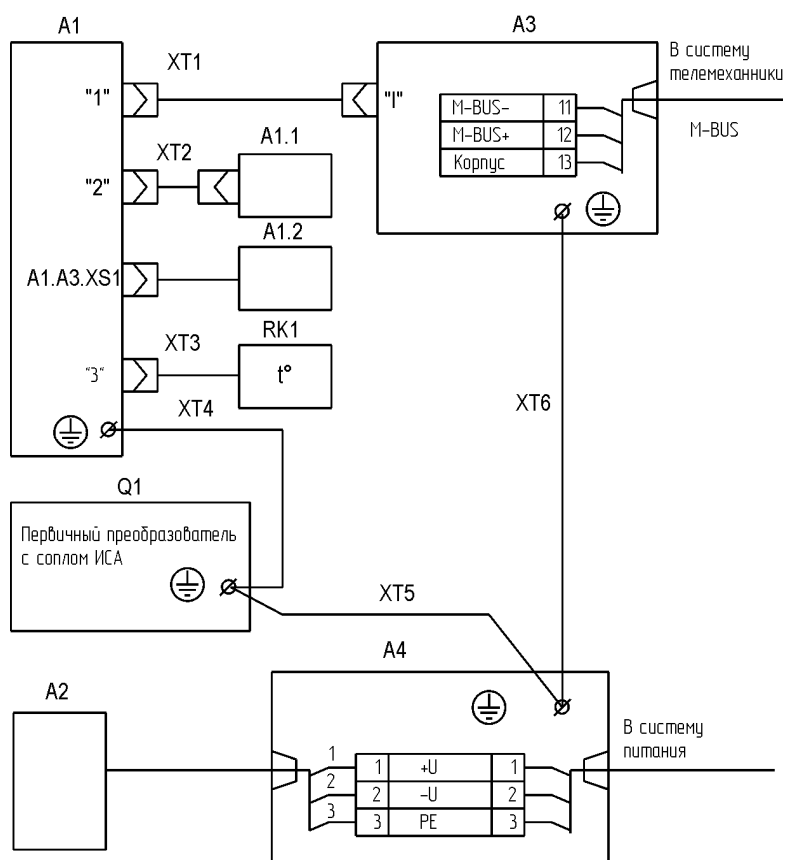 A1
A3
XT1
В систему
телемеханники
"1"
"I"
M-BUS-
11
M-BUS+
12
Корпус
13
M-BUS
XT2
A1.1
"2"
A1.2
A1.A3.XS1
XT3
RK1
"3"
t°
XT4
XT6
Q1
Первичный преобразователь
с соплом ИСА
XT5
A4
A2
В систему
питания
1
1
+U
1
2
2
-U
2
3
3
PE
3